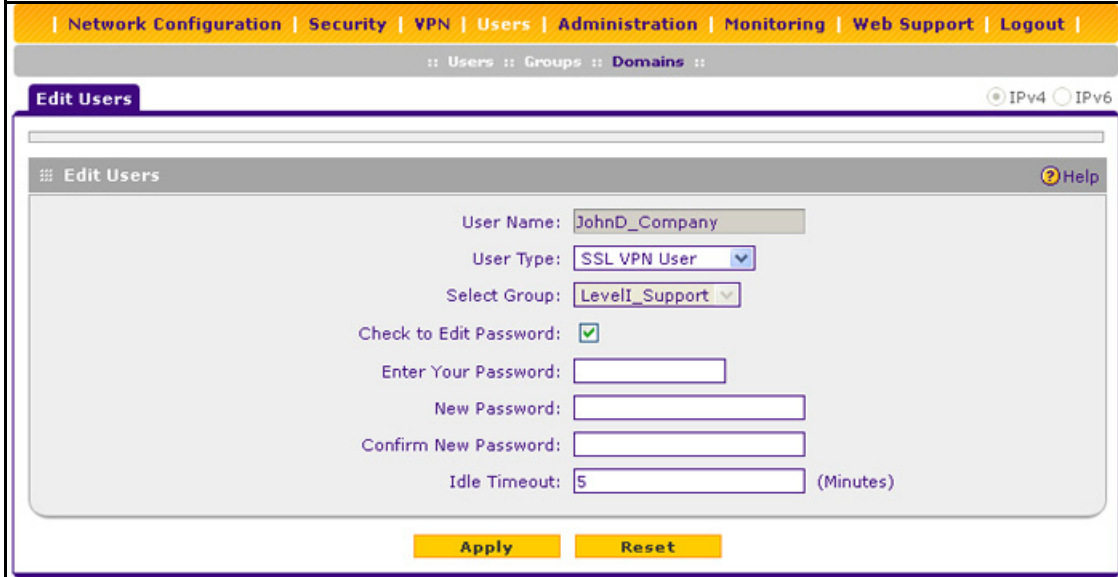 | Network Configuration | Security | VPN | Users | Administration | Monitoring | Web Support | Logout |
:: Users :: Groups :: Domains ::
Edit Users
IPv4 IPv6
Edit Users
?Help
User Name: JohnD_Company
User Type: SSL VPN User
Select Group: LevelI_Support
Check to Edit Password:
Enter Your Password:
New Password:
Confirm New Password:
Idle Timeout: 5 (Minutes)
Apply Reset